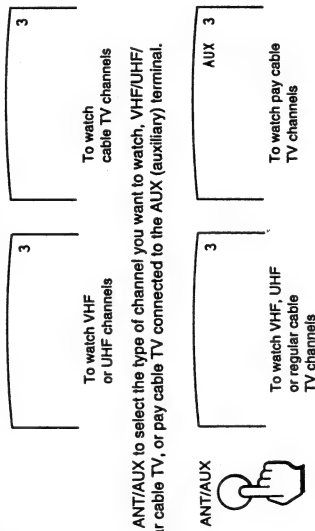 3
To watch VHF
or UHF channels
3
To watch
cable TV channels
ANT/AUX to select the type of channel you want to watch, VHF/UHF/
cable TV, or pay cable TV connected to the AUX (auxiliary) terminal.
ANT/AUX
3
To watch VHF, UHF
or regular cable
TV channels
AUX 3
To watch pay cable
TV channels